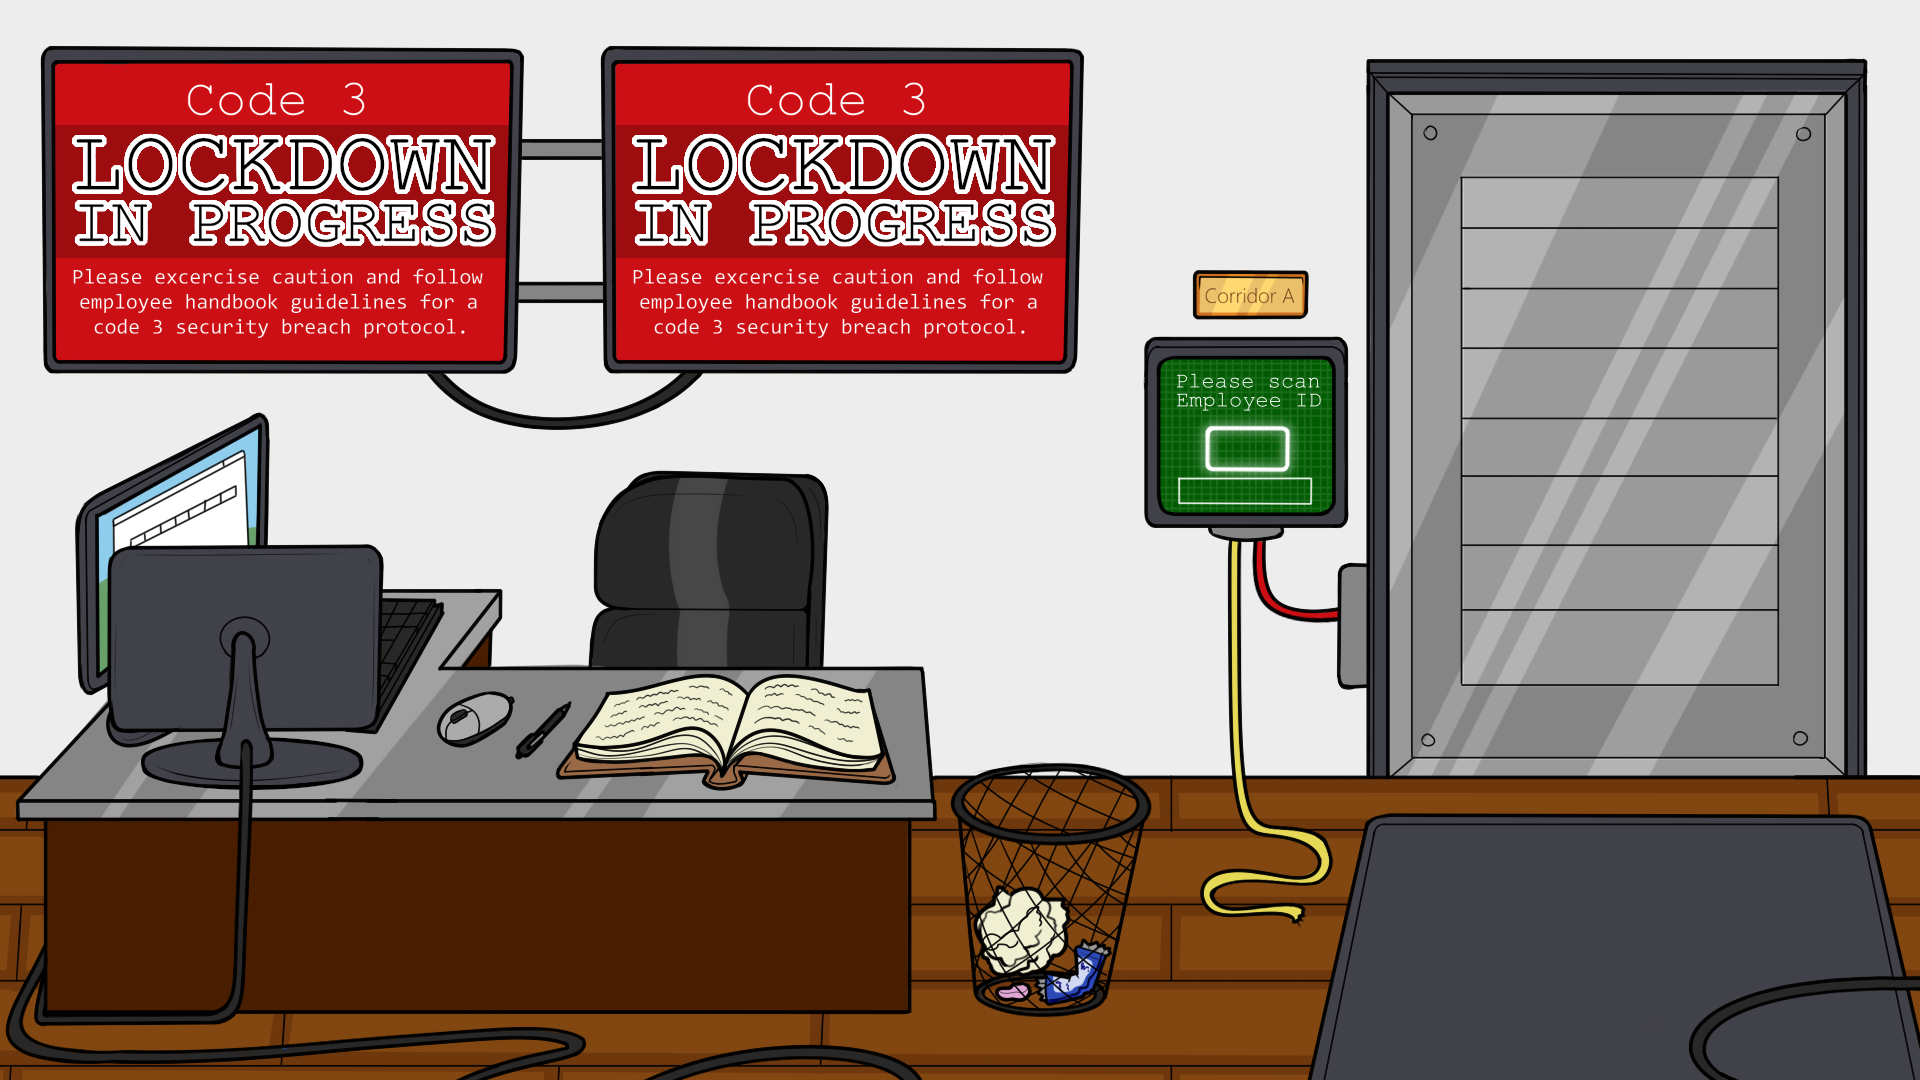 Code 3
LOCKDOWN
IN PROGRESS
Please excercise caution and follow
employee handbook guidelines for a
code 3 security breach protocol.
Code 3
LOCKDOWN
IN PROGRESS
Please excercise caution and follow
employee handbook guidelines for a
code 3 security breach protocol.
Corridor A
Please scan
Employee ID